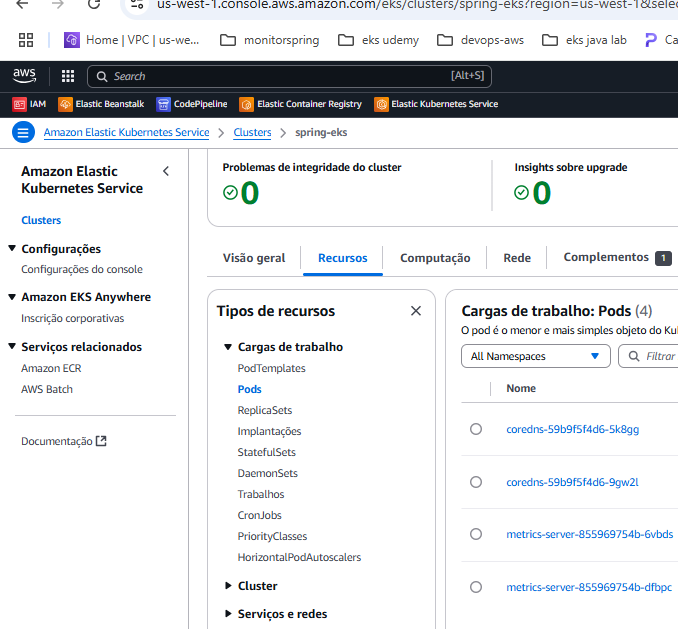 us-west-1.console.aws.amazon.com/eks/clusters/spring-eks?region=us-west-1&selec
Home | VPC | us-we...
monitorspring
eks udemy
devops-aws
eks java lab
Ca
aws
Search
[Alt+S]
IAM
Elastic Beanstalk
CodePipeline
Elastic Container Registry
Elastic Kubernetes Service
Amazon Elastic Kubernetes Service > Clusters > spring-eks
Amazon Elastic
Kubernetes Service
Clusters
Configurações
Configurações do console
Amazon EKS Anywhere
Inscrição corporativas
Serviços relacionados
Amazon ECR
AWS Batch
Documentação
Problemas de integridade do cluster
0
Insights sobre upgrade
0
Visão geral
Recursos
Computação
Rede
Complementos 1
Tipos de recursos
Cargas de trabalho
PodTemplates
Pods
ReplicaSets
Implantações
StatefulSets
DaemonSets
Trabalhos
CronJobs
PriorityClasses
HorizontalPodAutoscalers
Cluster
Serviços e redes
Cargas de trabalho: Pods (4)
O pod é o menor e mais simples objeto do Ku
All Namespaces
Filtrar
Nome
coredns-59b9f5f4d6-5k8gg
coredns-59b9f5f4d6-9gw2l
metrics-server-855969754b-6vbds
metrics-server-855969754b-dfbpc